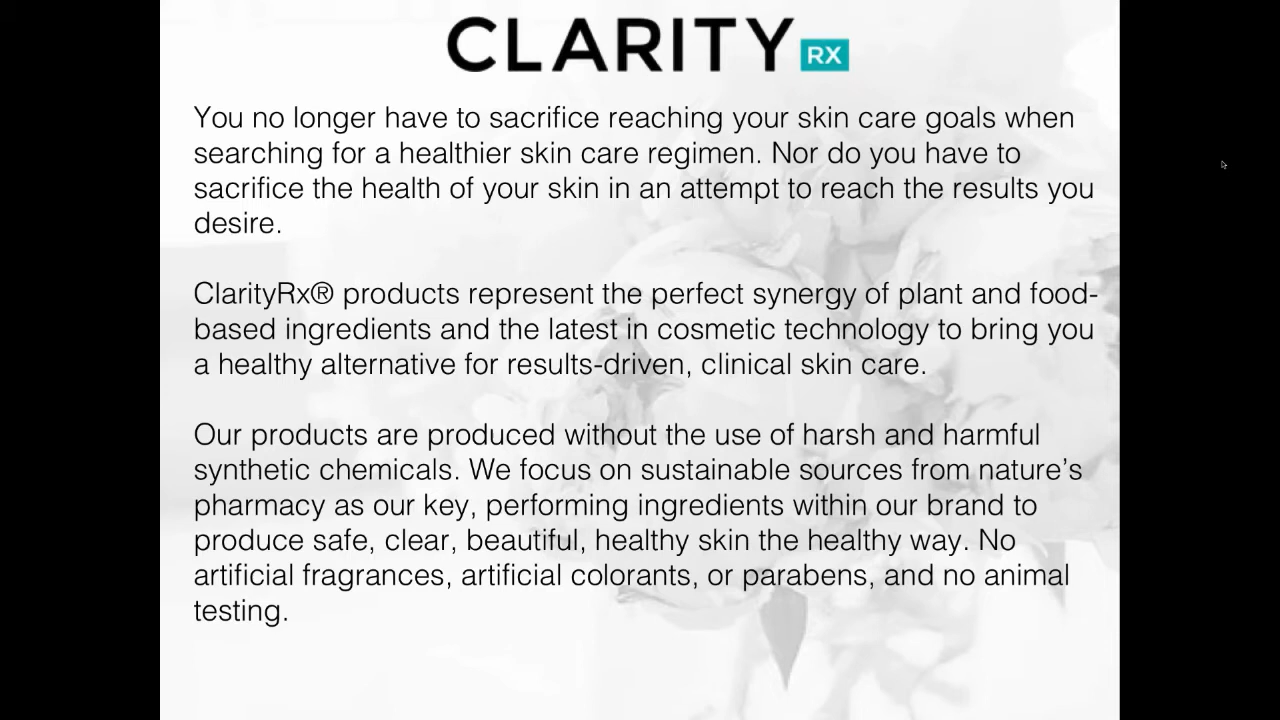 CLARITY RX
You no longer have to sacrifice reaching your skin care goals when
searching for a healthier skin care regimen. Nor do you have to
sacrifice the health of your skin in an attempt to reach the results you
desire.
ClarityRx® products represent the perfect synergy of plant and food-
based ingredients and the latest in cosmetic technology to bring you
a healthy alternative for results-driven, clinical skin care.
Our products are produced without the use of harsh and harmful
synthetic chemicals. We focus on sustainable sources from nature’s
pharmacy as our key, performing ingredients within our brand to
produce safe, clear, beautiful, healthy skin the healthy way. No
artificial fragrances, artificial colorants, or parabens, and no animal
testing.